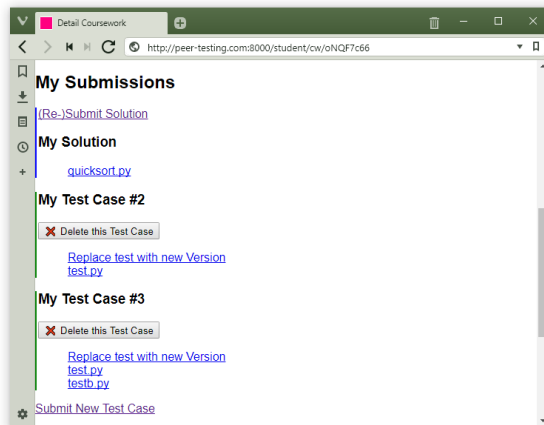 Detail Coursework
http://peer-testing.com:8000/student/cw/oNQF7c66
My Submissions
(Re-)Submit Solution
My Solution
quicksort.py
My Test Case #2
Delete this Test Case
Replace test with new Version
test.py
My Test Case #3
Delete this Test Case
Replace test with new Version
test.py
testb.py
Submit New Test Case